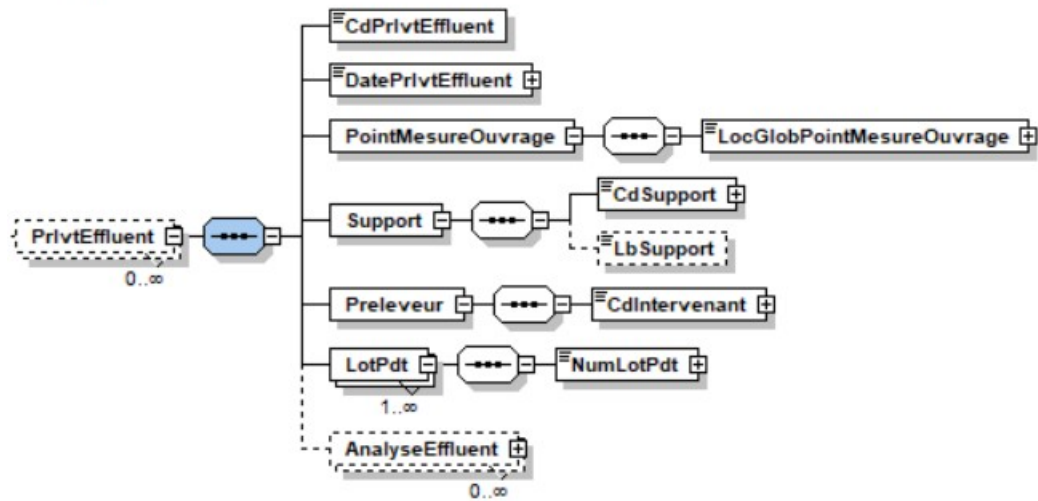 CdPrlvtEffluent
DatePrlvtEffluent
PointMesureOuvrage
LocGlobPointMesureOuvrage
PrlvtEffluent
0..∞
Support
CdSupport
LbSupport
Preleveur
CdIntervenant
LotPdt
1..∞
NumLotPdt
AnalyseEffluent
0..∞